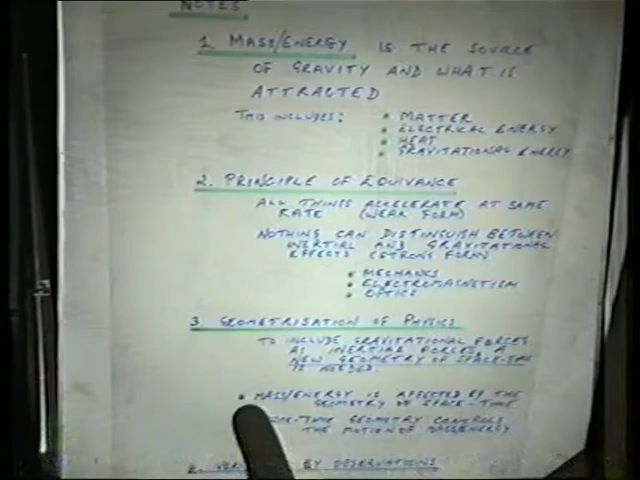 NOTES
1. MASS/ENERGY IS THE SOURCE
OF GRAVITY AND WHAT IS
ATTRACTED
THIS INCLUDES:
• MATTER
• ELECTRICAL ENERGY
• HEAT
• GRAVITATIONAL ENERGY
2. PRINCIPLE OF EQUIVANCE
ALL THINGS ACCELERATE AT SAME
RATE (WEAK FORM)
NOTHING CAN DISTINGUISH BETWEEN
INERTIAL AND GRAVITATIONAL
EFFECTS (STRONG FORM)
• MECHANICS
• ELECTROMAGNETISM
• OPTICS
3. GEOMETRISATION OF PHYSICS
TO INCLUDE GRAVITATIONAL FORCES
AS INERTIAL FORCES, A
NEW GEOMETRY OF SPACE-TIME
IS NEEDED.
• MASS/ENERGY IS AFFECTED BY THE
GEOMETRY OF SPACE-TIME
GEOMETRY CONTROLS
THE MOTION OF MASS/ENERGY
BY OBSERVATIONS